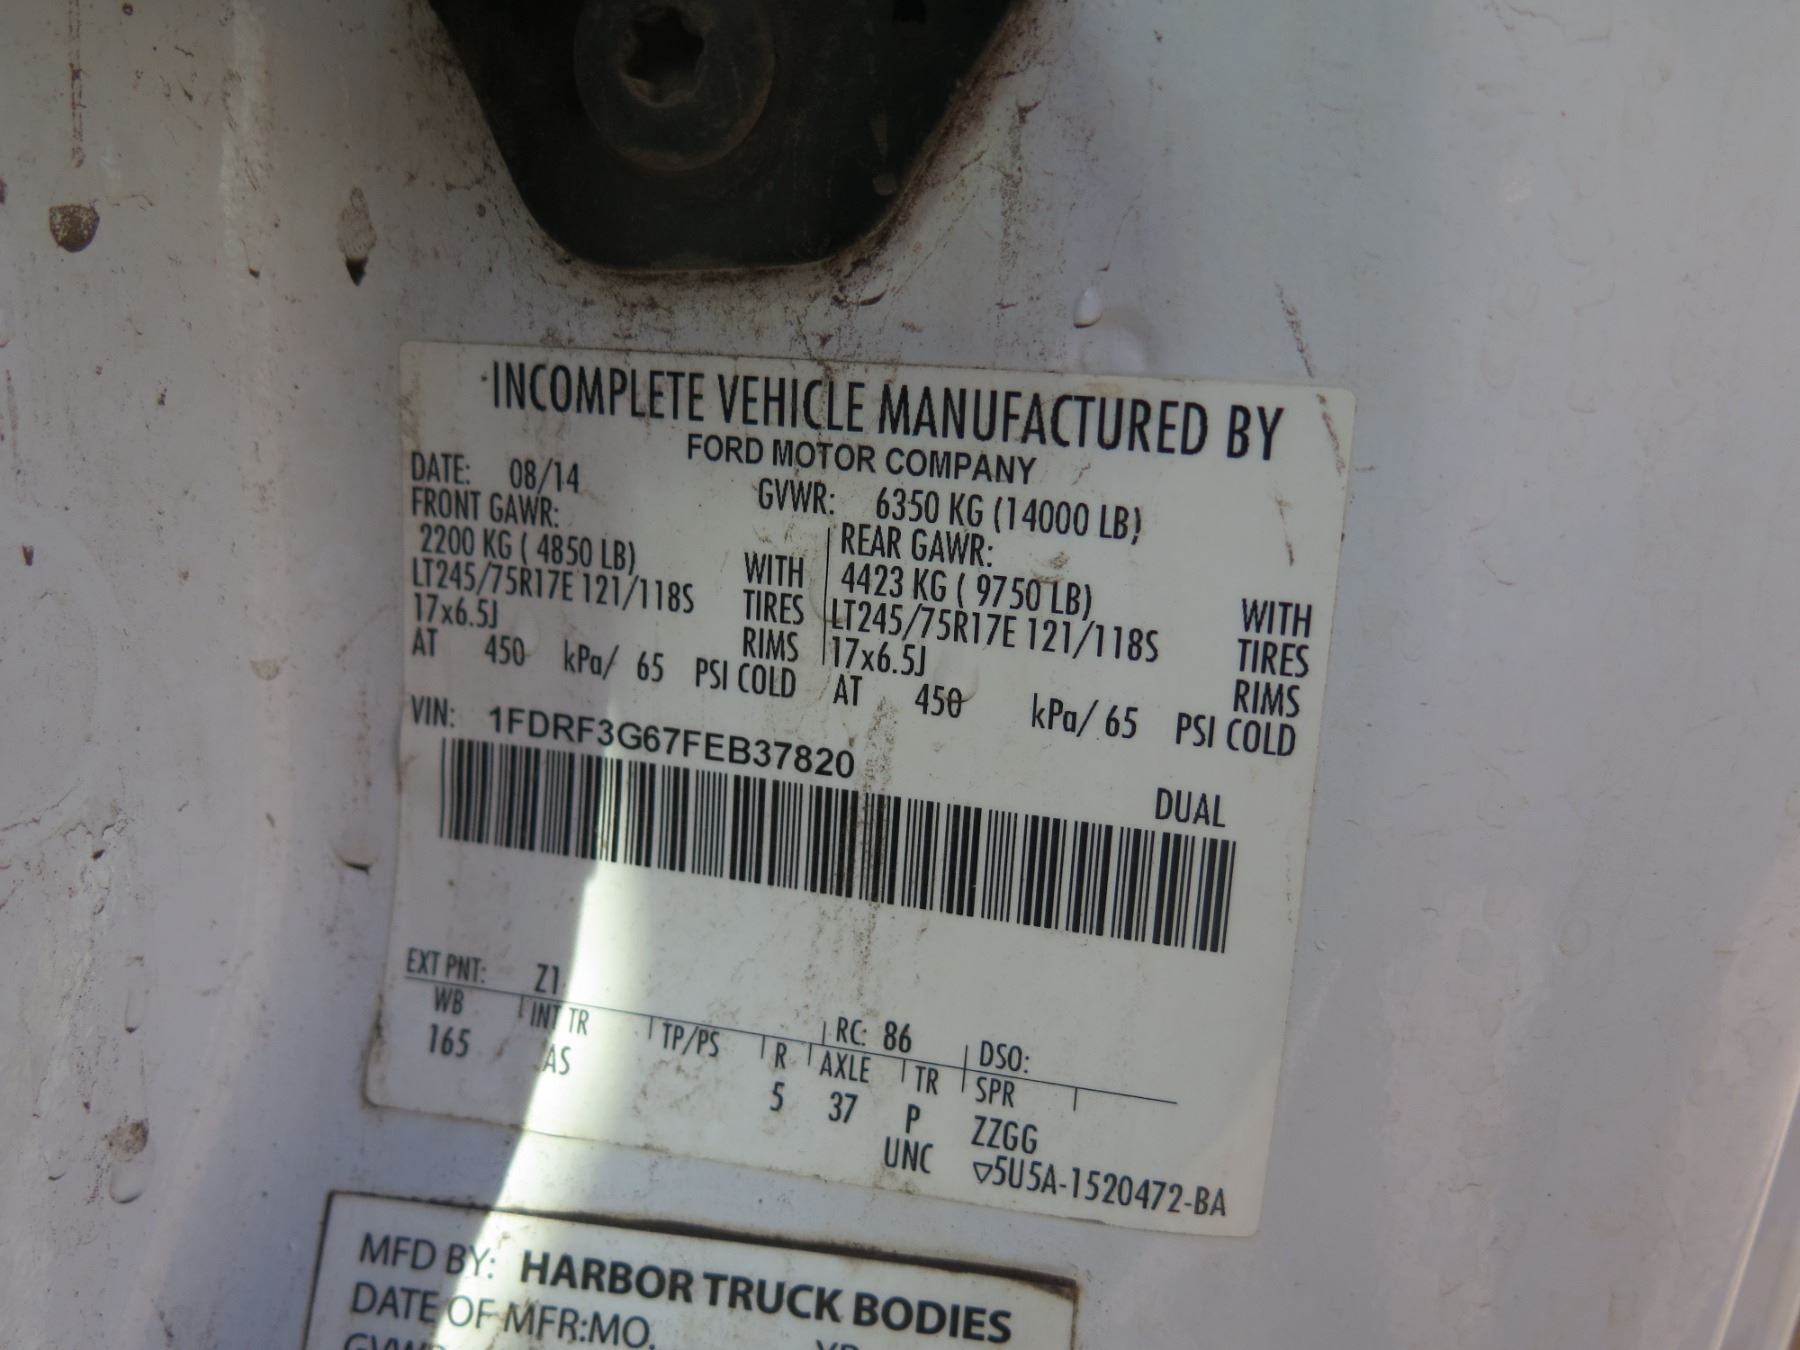 INCOMPLETE VEHICLE MANUFACTURED BY
FORD MOTOR COMPANY
DATE: 08/14 GVWR: 6350 KG (14000 LB)
FRONT GAWR: REAR GAWR:
2200 KG ( 4850 LB) WITH 4423 KG ( 9750 LB) WITH
LT245/75R17E 121/118S TIRES LT245/75R17E 121/118S TIRES
17x6.5J RIMS 17x6.5J RIMS
AT 450 kPa/ 65 PSI COLD AT 450 kPa/ 65 PSI COLD
VIN: 1FDRF3G67FEB37820
DUAL
EXT PNT: Z1 RC: 86 DSO:
WB INT TR TP/PS R AXLE TR SPR
165 AS 5 37 P ZZGG
UNC ▽5U5A-1520472-BA
MFD BY: HARBOR TRUCK BODIES
DATE OF MFR:MO.